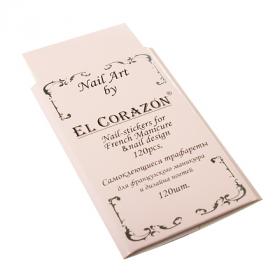 Nail Art
by
EL CORAZON®
Nail-stickers for
French Manicure
&nail design
120pcs.
Самоклеющиеся трафареты
для французского маникюра
и дизайна ногтей
120шт.